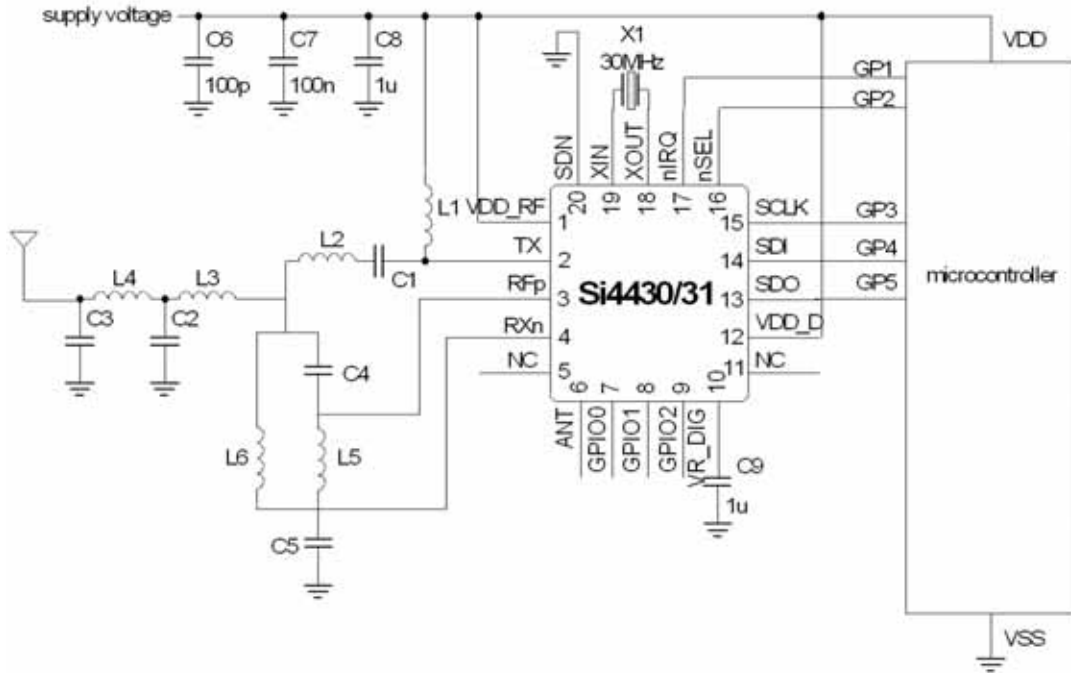 supply voltage
C6
100p
C7
100n
C8
1u
X1
30MHz
VDD
GP1
GP2
SDN
XIN
XOUT
nIRQ
nSEL
20
19
18
17
16
L1
VDD_RF
1
15
SCLK
GP3
L2
C1
TX
2
14
SDI
GP4
L4
L3
RFp
3
Si4430/31
13
SDO
GP5
microcontroller
C3
C2
RXn
4
12
VDD_D
C4
NC
5
11
NC
6
7
8
9
10
ANT
GPIO0
GPIO1
GPIO2
VR_DIG
C9
1u
L6
L5
C5
VSS